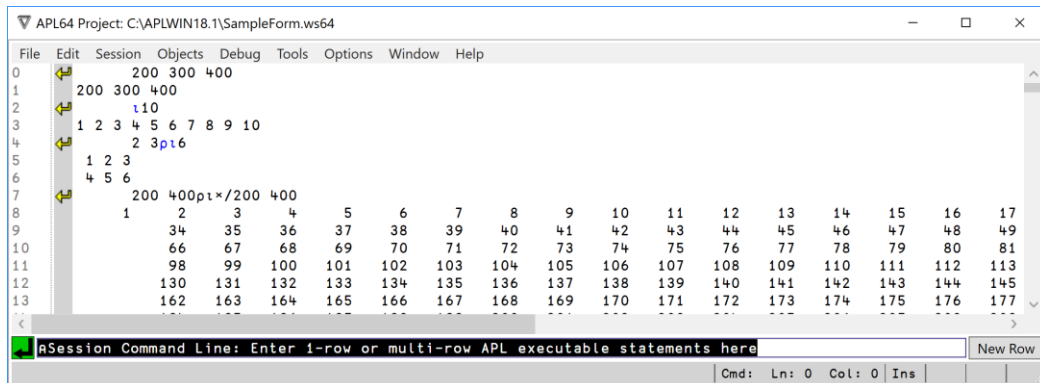 APL64 Project: C:\APLWIN18.1\SampleForm.ws64
File Edit Session Objects Debug Tools Options Window Help
0 200 300 400
1 200 300 400
2 ⍳10
3 1 2 3 4 5 6 7 8 9 10
4 2 3⍴⍳6
5 1 2 3
6 4 5 6
7 200 400⍴⍳×/200 400
8 1 2 3 4 5 6 7 8 9 10 11 12 13 14 15 16 17
9 34 35 36 37 38 39 40 41 42 43 44 45 46 47 48 49
10 66 67 68 69 70 71 72 73 74 75 76 77 78 79 80 81
11 98 99 100 101 102 103 104 105 106 107 108 109 110 111 112 113
12 130 131 132 133 134 135 136 137 138 139 140 141 142 143 144 145
13 162 163 164 165 166 167 168 169 170 171 172 173 174 175 176 177
⍝Session Command Line: Enter 1-row or multi-row APL executable statements here New Row
Cmd: Ln: 0 Col: 0 Ins